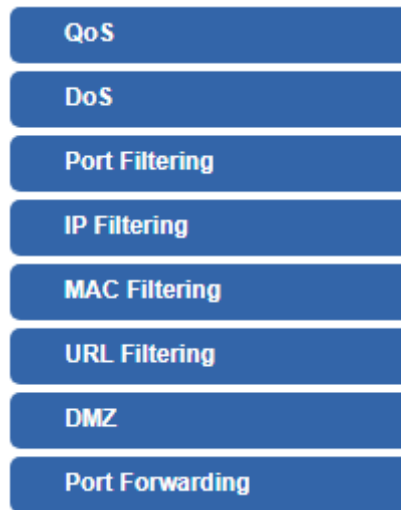 QoS
DoS
Port Filtering
IP Filtering
MAC Filtering
URL Filtering
DMZ
Port Forwarding